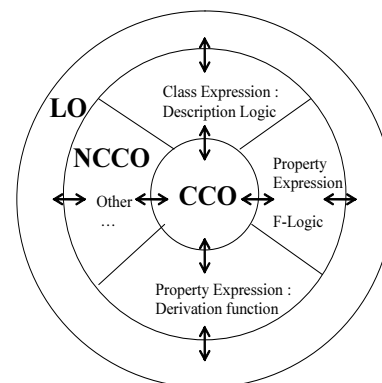 Class Expression :
Description Logic
LO
NCCO
Property
Expression
CCO
Other
...
F-Logic
Property Expression :
Derivation function